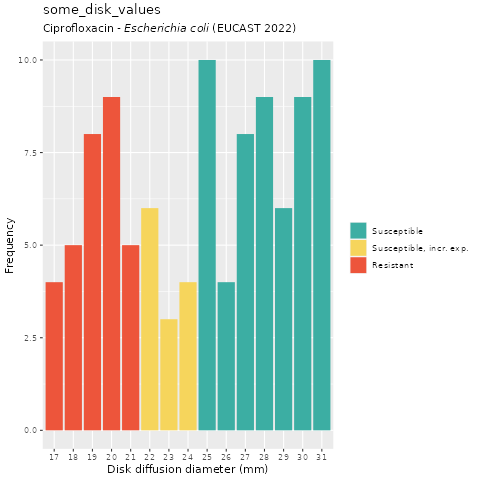 some_disk_values
Ciprofloxacin - Escherichia coli (EUCAST 2022)
10.0
7.5
5.0
2.5
0.0
Frequency
17 18 19 20 21 22 23 24 25 26 27 28 29 30 31
Disk diffusion diameter (mm)
Susceptible
Susceptible, incr. exp.
Resistant